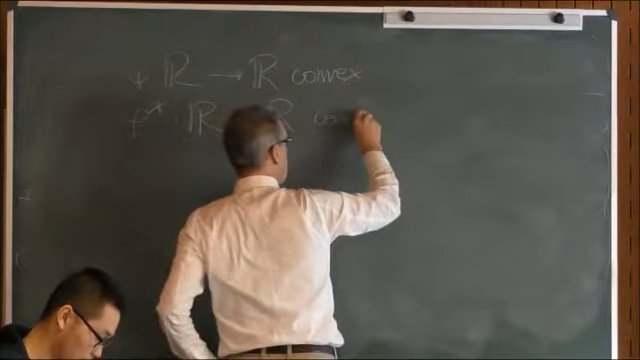 ℝ → ℝ convex
f* : ℝ ℝ co